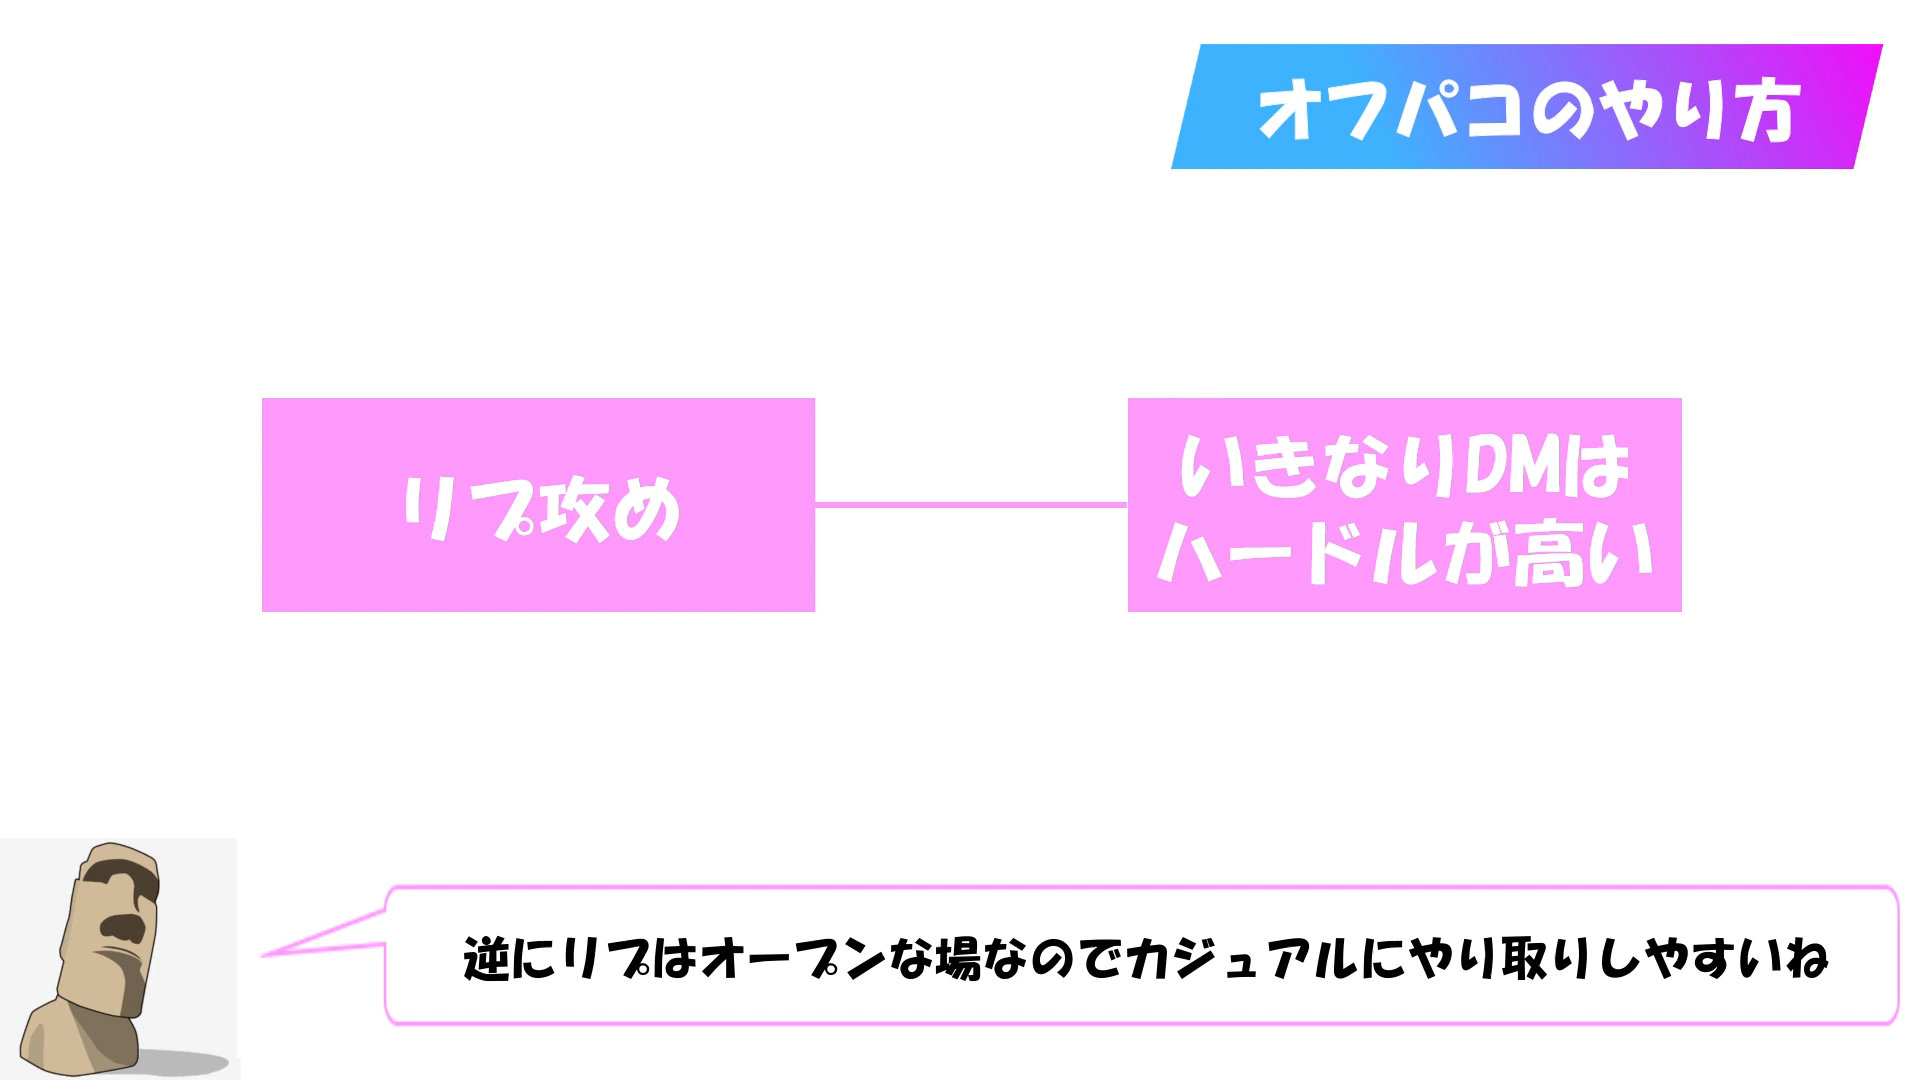 オフパコのやり方
リプ攻め
いきなりDMは
ハードルが高い
逆にリプはオープンな場なのでカジュアルにやり取りしやすいね